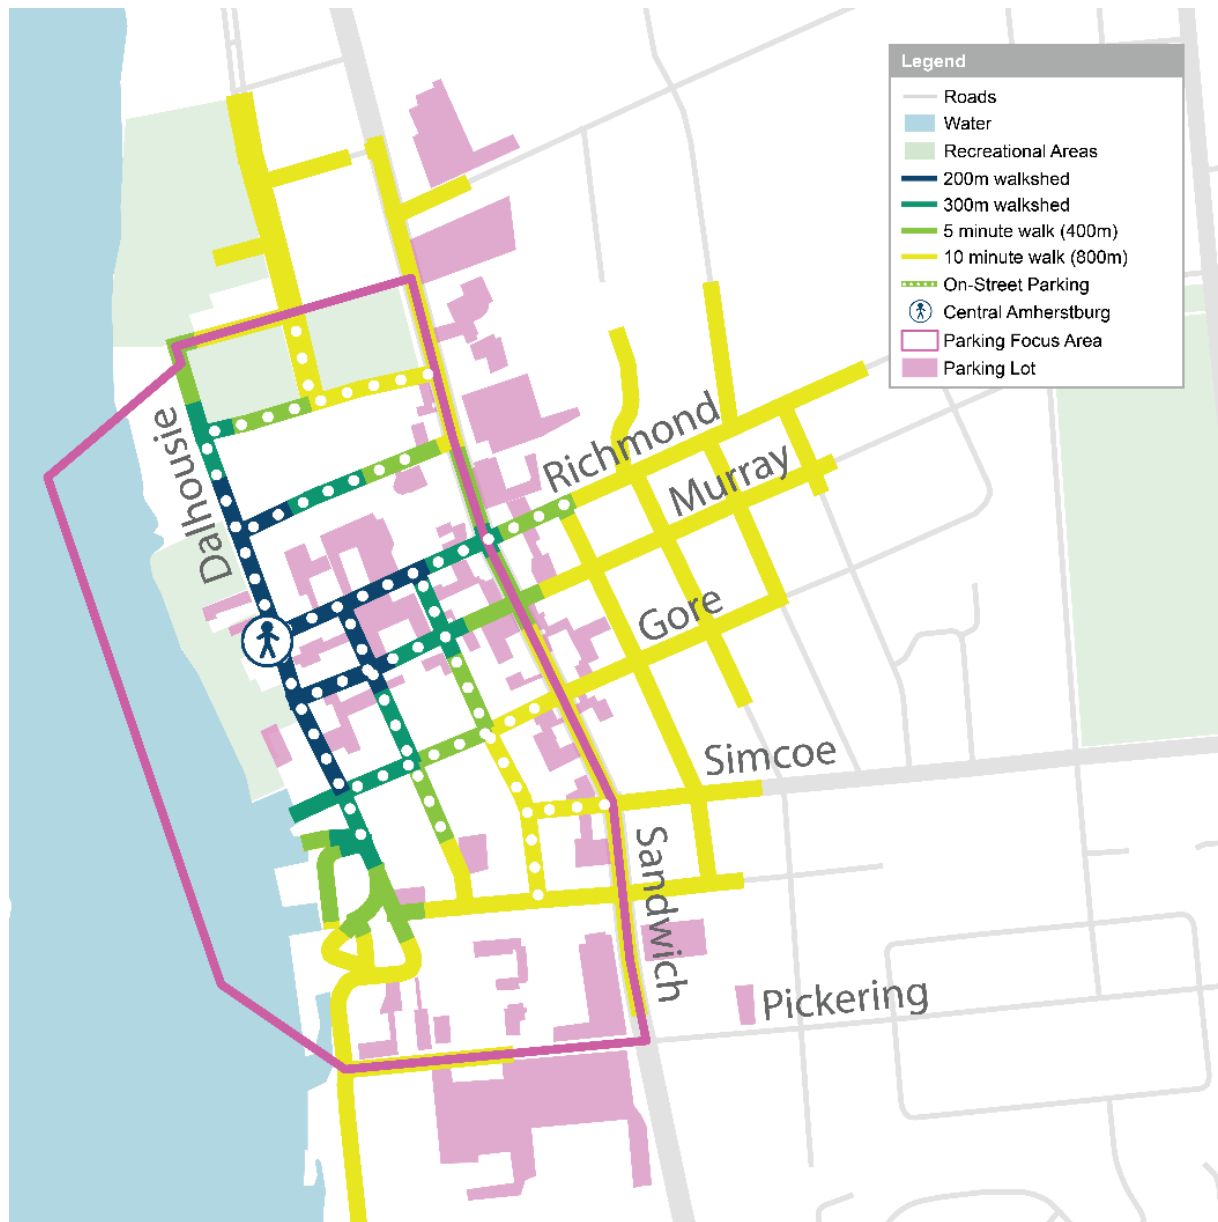 Legend
Roads
Water
Recreational Areas
200m walkshed
300m walkshed
5 minute walk (400m)
10 minute walk (800m)
On-Street Parking
Central Amherstburg
Parking Focus Area
Parking Lot
Dalhousie
Richmond
Murray
Gore
Simcoe
Sandwich
Pickering